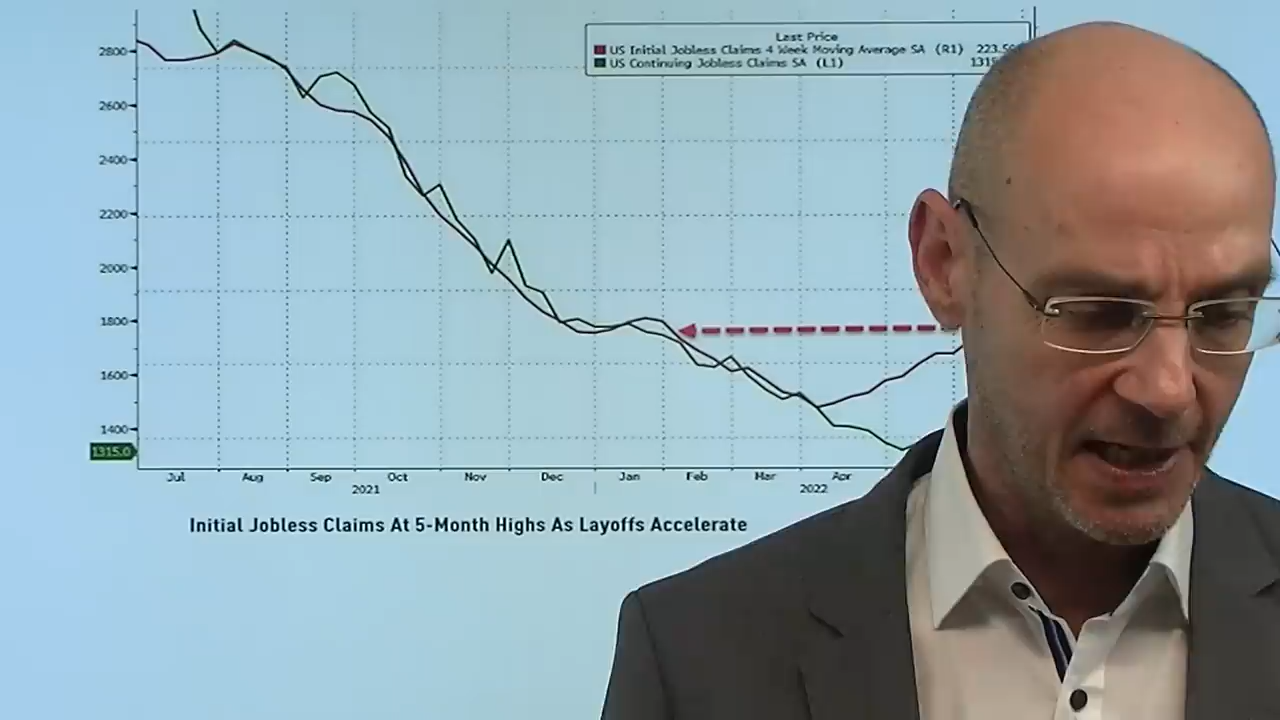 Last Price
US Initial Jobless Claims 4 Week Moving Average SA (R1)
US Continuing Jobless Claims SA (L1)
2800
2600
2400
2200
2000
1800
1600
1400
1315.0
Jul Aug Sep Oct Nov Dec Jan Feb Mar Apr
2021 2022
Initial Jobless Claims At 5-Month Highs As Layoffs Accelerate